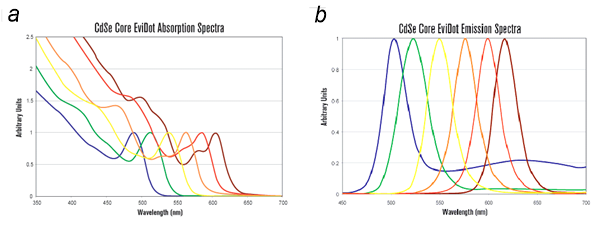 a
CdSe Core EviDot Absorption Spectra
2.5
2
1.5
1
0.5
0
Arbitrary Units
350 400 450 500 550 600 650 700
Wavelength (nm)
b
CdSe Core EviDot Emission Spectra
1
0.8
0.6
0.4
0.2
0
Arbitrary Units
450 500 550 600 650 700
Wavelength (nm)